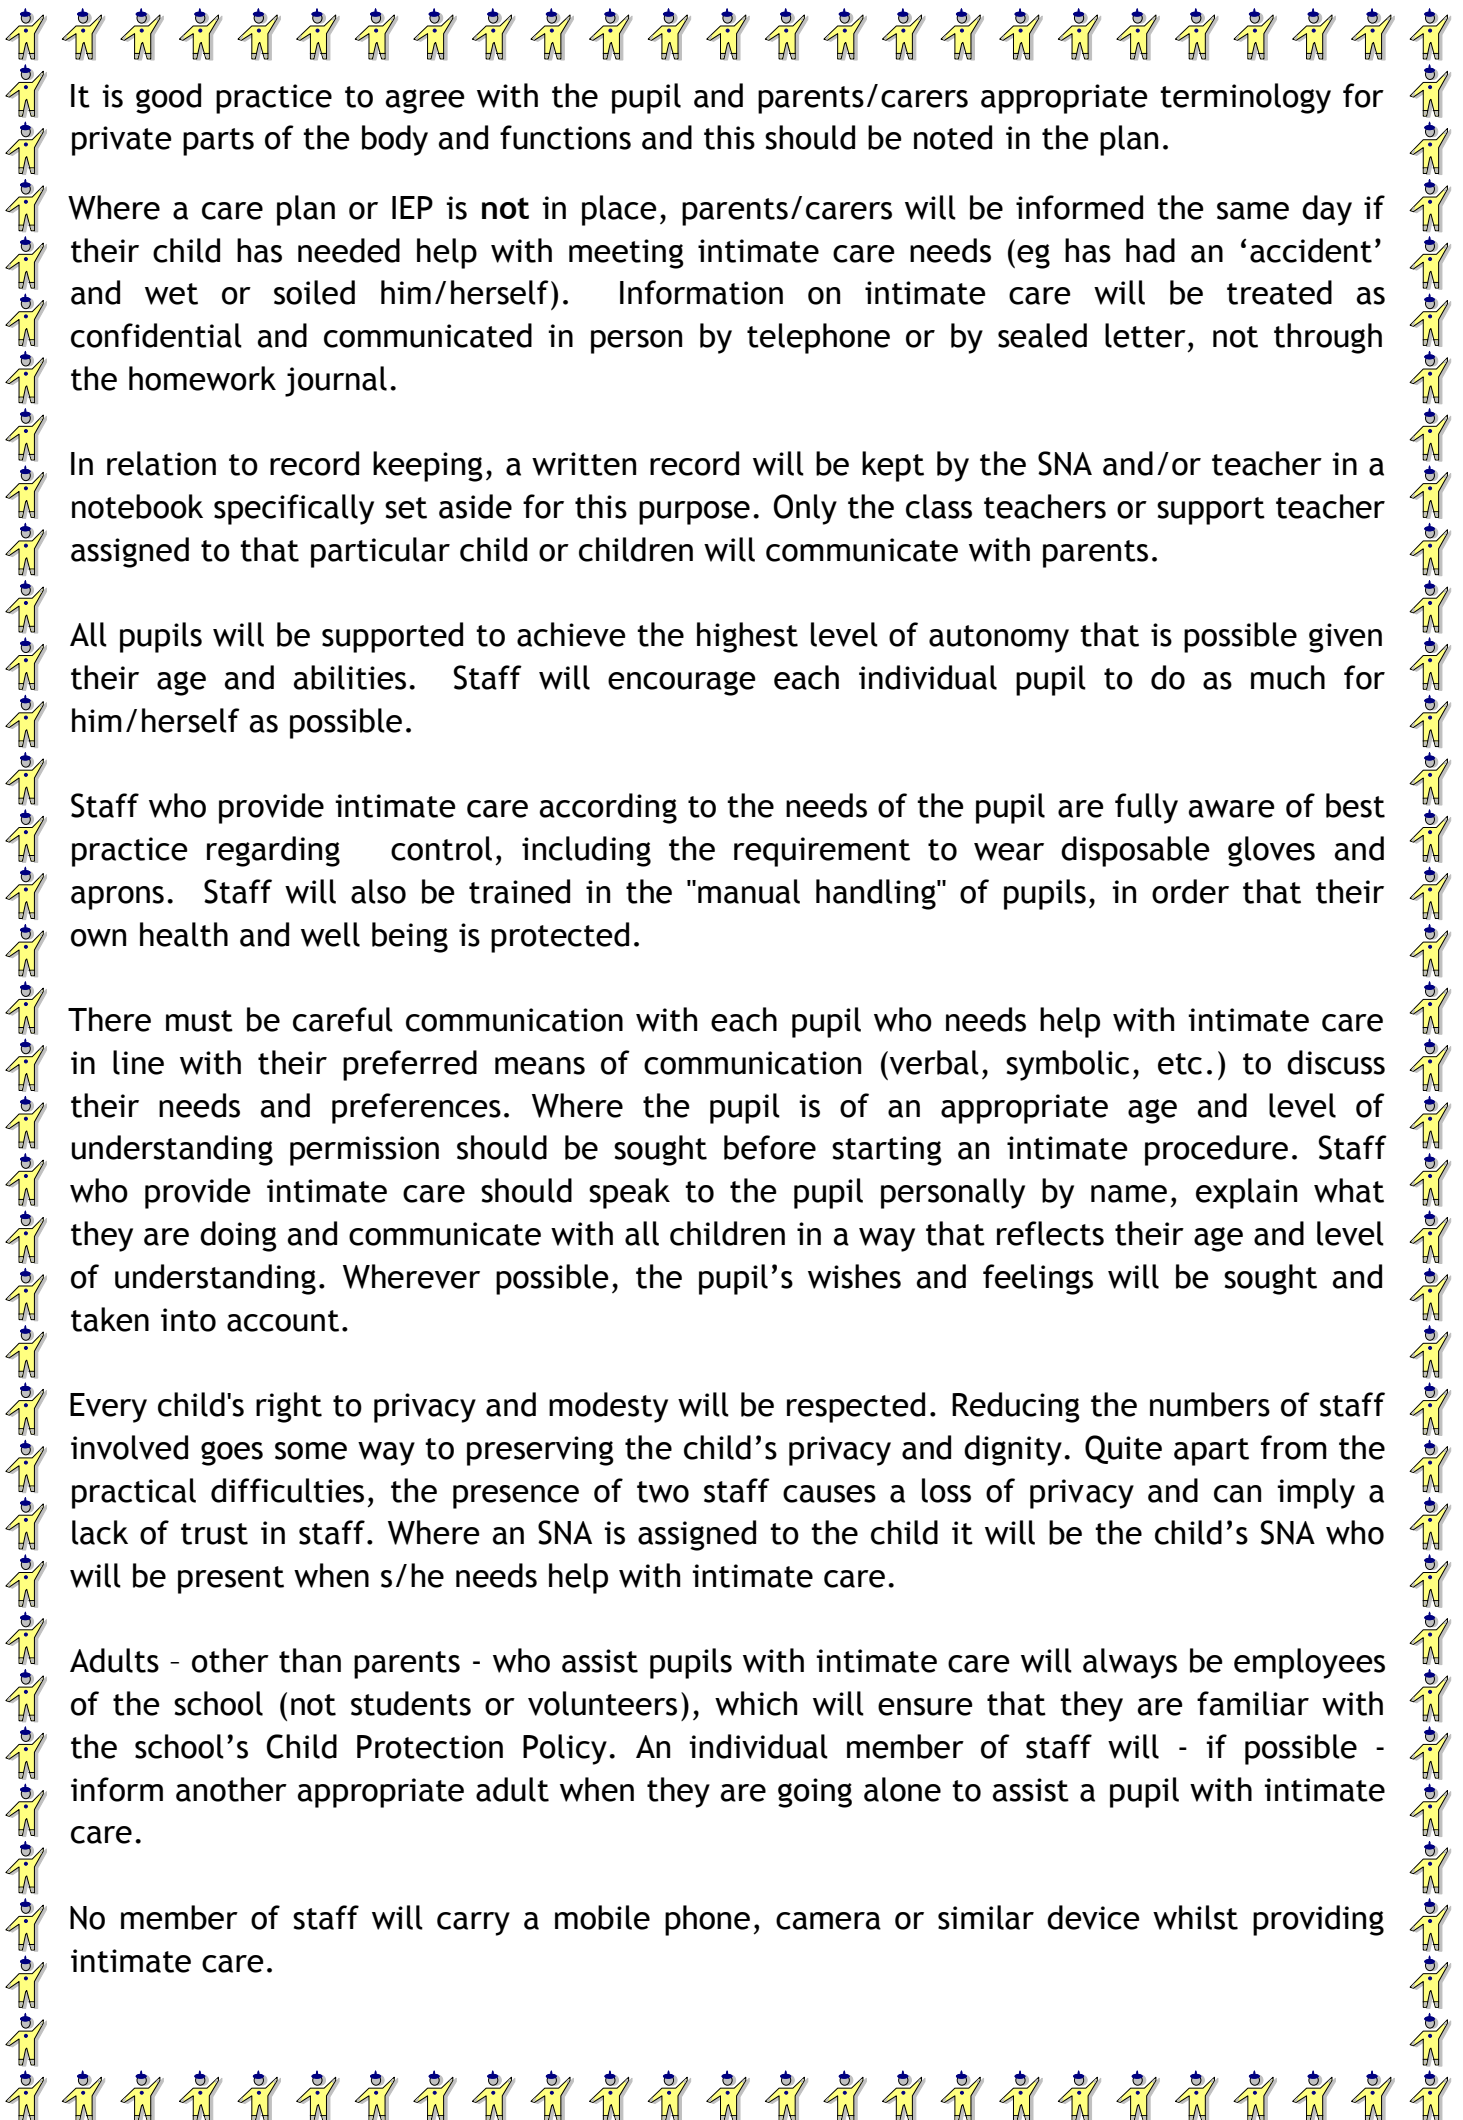 It is good practice to agree with the pupil and parents/carers appropriate terminology for
private parts of the body and functions and this should be noted in the plan.
Where a care plan or IEP is not in place, parents/carers will be informed the same day if
their child has needed help with meeting intimate care needs (eg has had an ‘accident’
and wet or soiled him/herself). Information on intimate care will be treated as
confidential and communicated in person by telephone or by sealed letter, not through
the homework journal.
In relation to record keeping, a written record will be kept by the SNA and/or teacher in a
notebook specifically set aside for this purpose. Only the class teachers or support teacher
assigned to that particular child or children will communicate with parents.
All pupils will be supported to achieve the highest level of autonomy that is possible given
their age and abilities. Staff will encourage each individual pupil to do as much for
him/herself as possible.
Staff who provide intimate care according to the needs of the pupil are fully aware of best
practice regarding control, including the requirement to wear disposable gloves and
aprons. Staff will also be trained in the "manual handling" of pupils, in order that their
own health and well being is protected.
There must be careful communication with each pupil who needs help with intimate care
in line with their preferred means of communication (verbal, symbolic, etc.) to discuss
their needs and preferences. Where the pupil is of an appropriate age and level of
understanding permission should be sought before starting an intimate procedure. Staff
who provide intimate care should speak to the pupil personally by name, explain what
they are doing and communicate with all children in a way that reflects their age and level
of understanding. Wherever possible, the pupil’s wishes and feelings will be sought and
taken into account.
Every child's right to privacy and modesty will be respected. Reducing the numbers of staff
involved goes some way to preserving the child’s privacy and dignity. Quite apart from the
practical difficulties, the presence of two staff causes a loss of privacy and can imply a
lack of trust in staff. Where an SNA is assigned to the child it will be the child’s SNA who
will be present when s/he needs help with intimate care.
Adults – other than parents - who assist pupils with intimate care will always be employees
of the school (not students or volunteers), which will ensure that they are familiar with
the school’s Child Protection Policy. An individual member of staff will - if possible -
inform another appropriate adult when they are going alone to assist a pupil with intimate
care.
No member of staff will carry a mobile phone, camera or similar device whilst providing
intimate care.